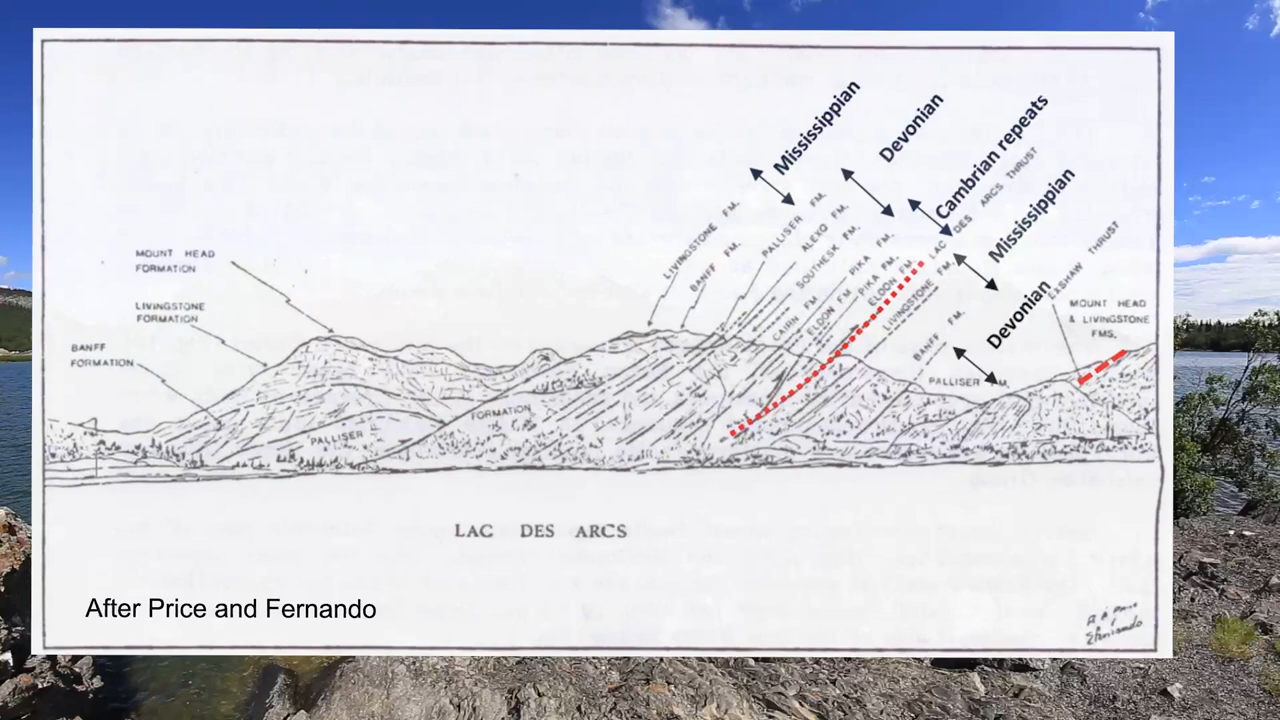 Mississippian
Devonian
Cambrian repeats
LAC DES ARCS THRUST
Mississippian
Devonian
EXSHAW THRUST
LIVINGSTONE FM.
BANFF FM.
PALLISER FM.
ALEXO FM.
SOUTHESK FM.
CAIRN FM
PIKA FM.
ELDON FM
PIKA FM.
ELDON FM.
LIVINGSTONE FM.
BANFF FM.
PALLISER
MOUNT HEAD
& LIVINGSTONE
FMS.
MOUNT HEAD
FORMATION
LIVINGSTONE
FORMATION
BANFF
FORMATION
PALLISER
FORMATION
LAC DES ARCS
After Price and Fernando